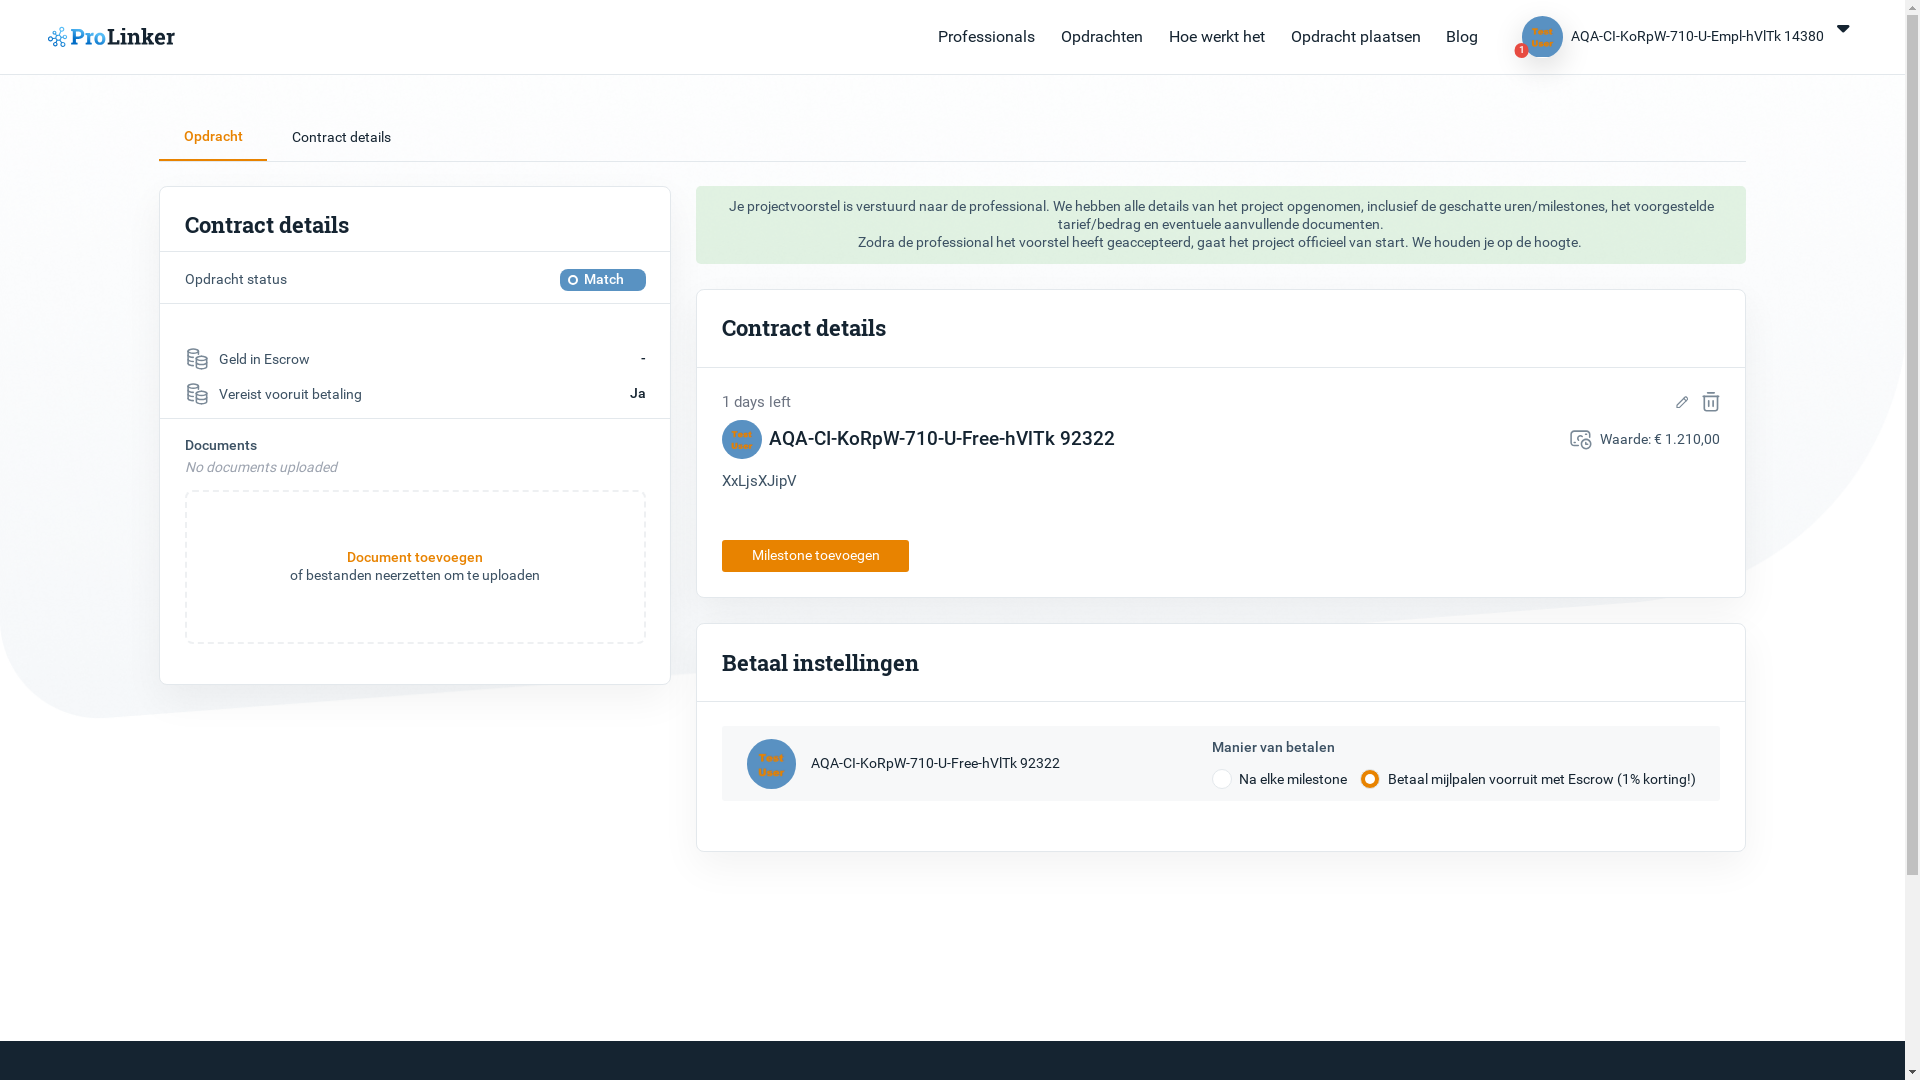 ProLinker
Professionals
Opdrachten
Hoe werkt het
Opdracht plaatsen
Blog
Test
User
1
AQA-CI-KoRpW-710-U-Empl-hVlTk 14380
Opdracht
Contract details
Contract details
Opdracht status
Match
Geld in Escrow
-
Vereist vooruit betaling
Ja
Documents
No documents uploaded
Document toevoegen
of bestanden neerzetten om te uploaden
Je projectvoorstel is verstuurd naar de professional. We hebben alle details van het project opgenomen, inclusief de geschatte uren/milestones, het voorgestelde
tarief/bedrag en eventuele aanvullende documenten.
Zodra de professional het voorstel heeft geaccepteerd, gaat het project officieel van start. We houden je op de hoogte.
Contract details
1 days left
Test
User
AQA-CI-KoRpW-710-U-Free-hVlTk 92322
Waarde: € 1.210,00
XxLjsXJipV
Milestone toevoegen
Betaal instellingen
Test
User
AQA-CI-KoRpW-710-U-Free-hVlTk 92322
Manier van betalen
Na elke milestone
Betaal mijlpalen voorruit met Escrow (1% korting!)